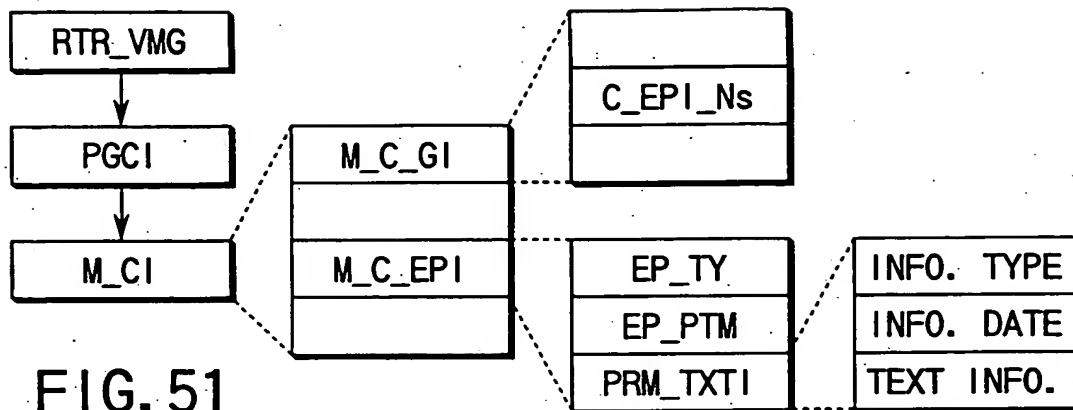 RTR_VMG
PGCI
M_CI
M_C_GI
M_C_EPI
C_EPI_Ns
EP_TY
EP_PTM
PRM_TXTI
INFO. TYPE
INFO. DATE
TEXT INFO.
FIG. 51